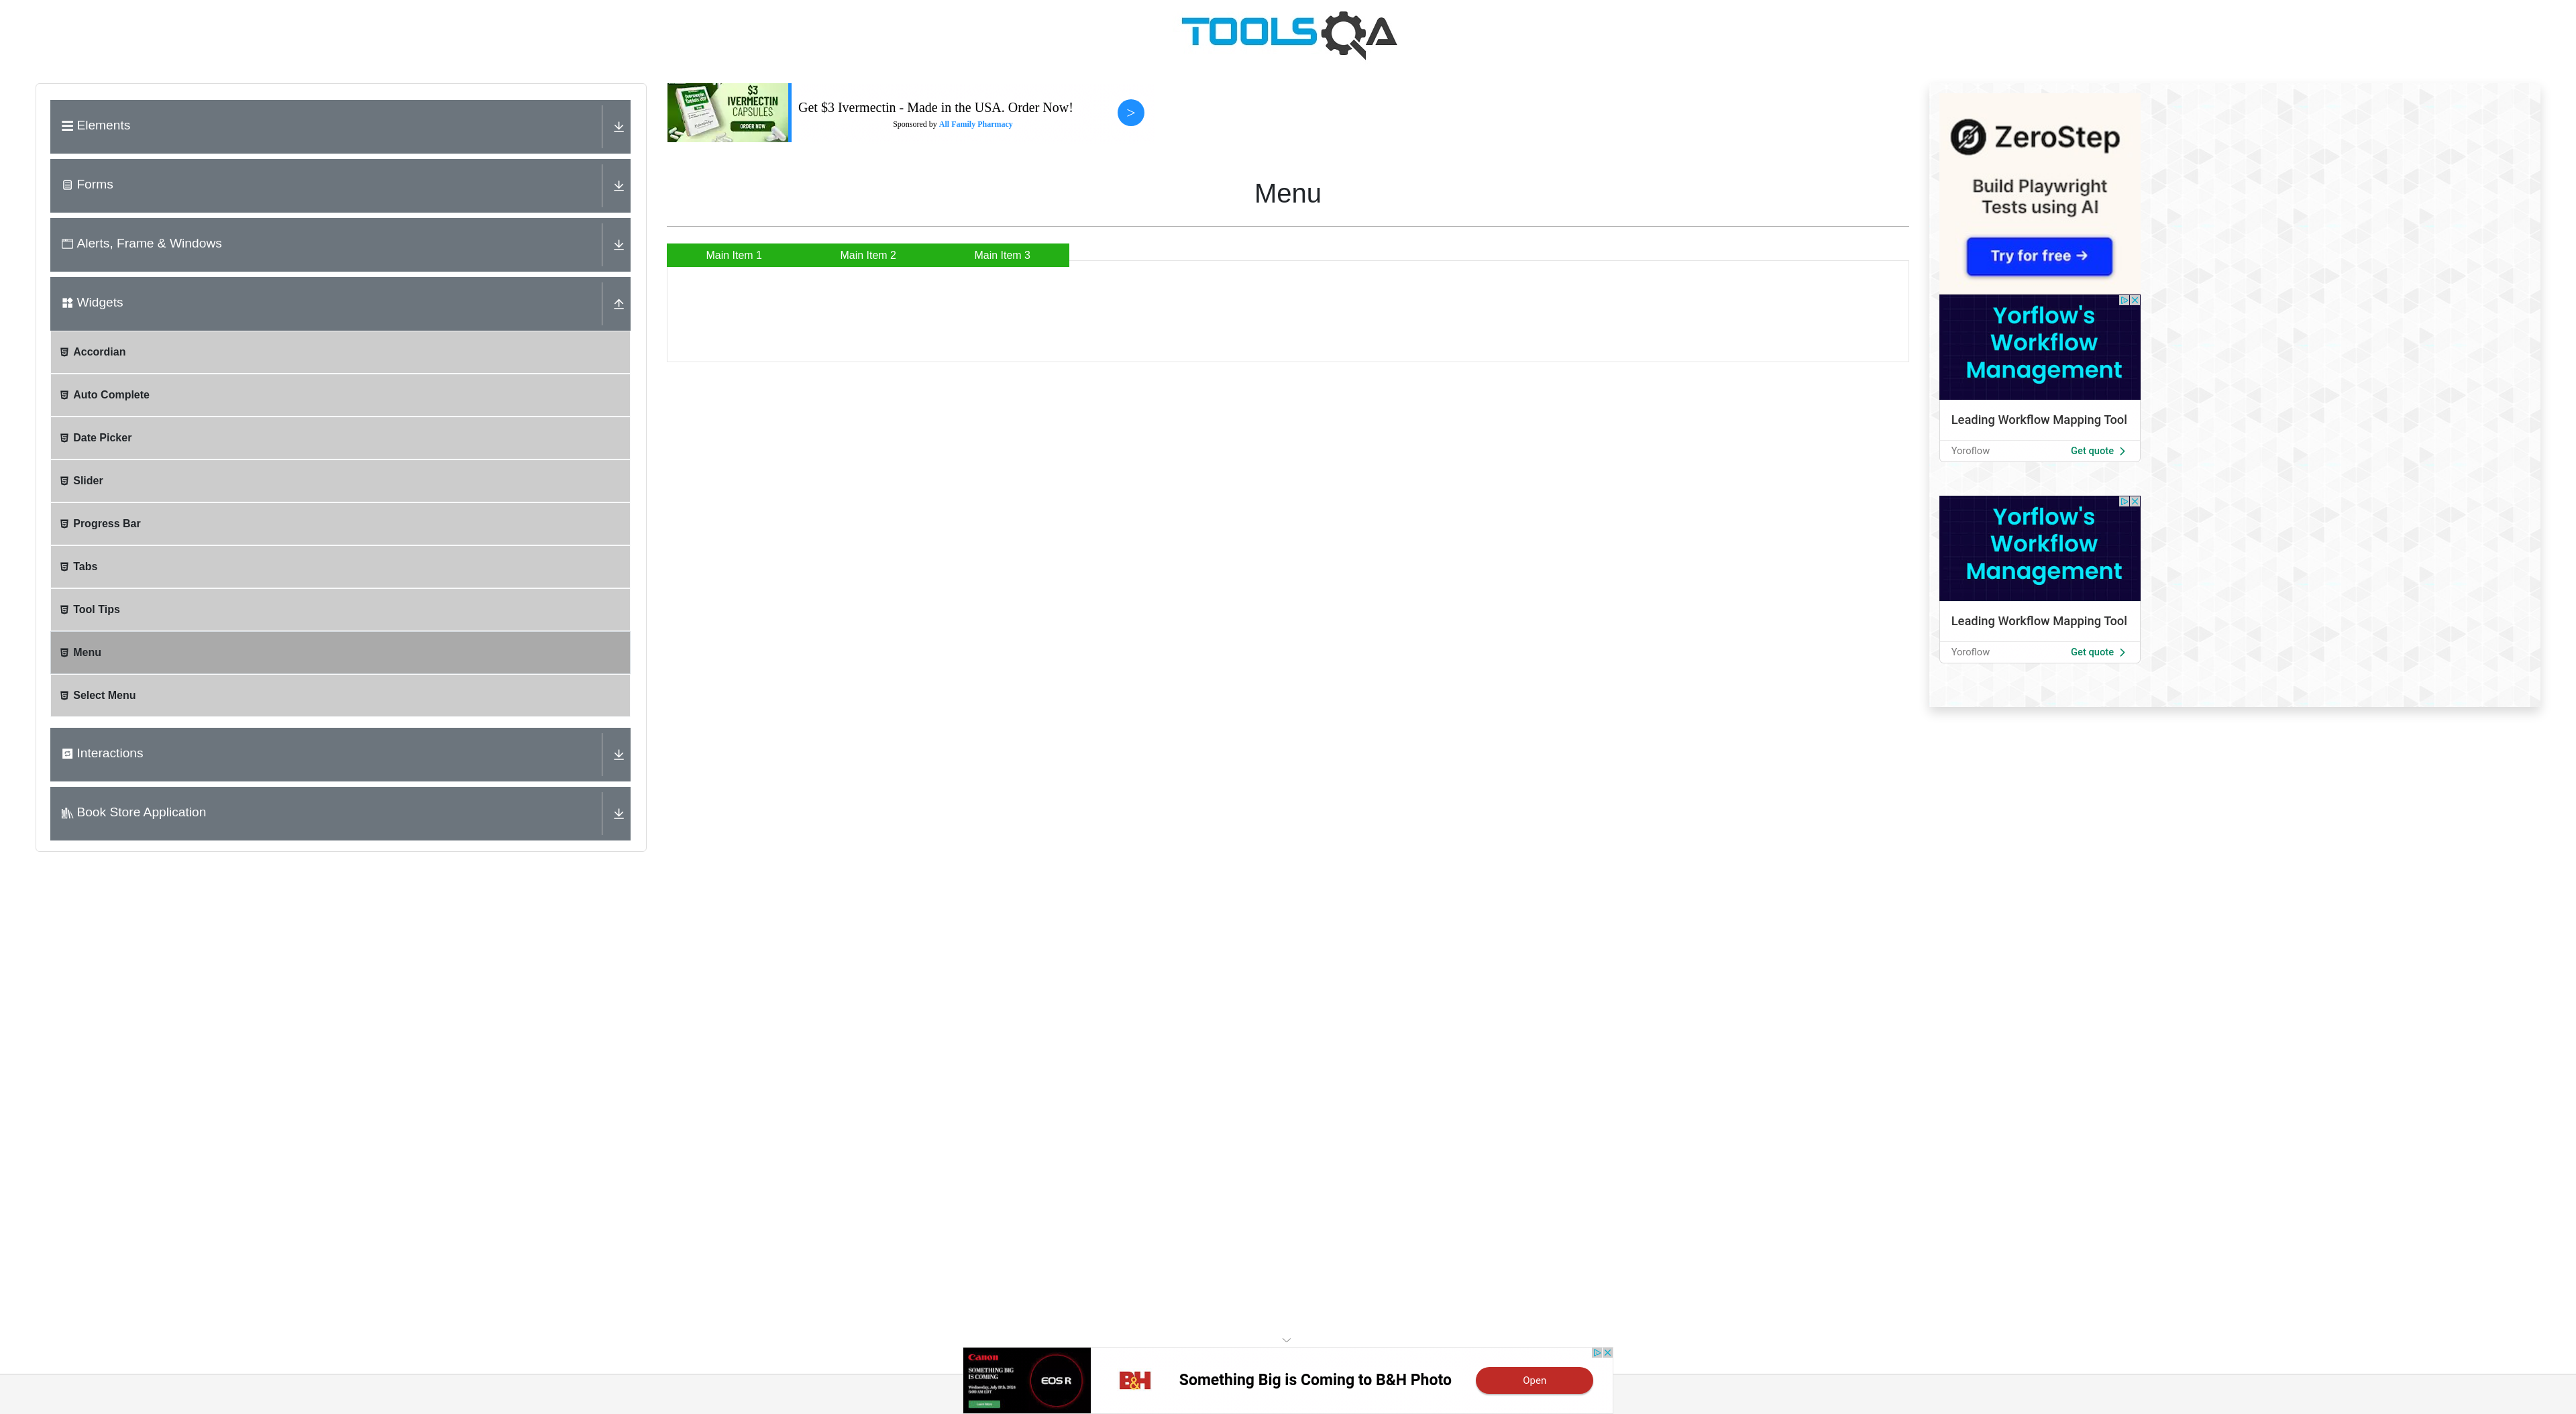 TOOLSQA
Elements
Forms
Alerts, Frame & Windows
Widgets
Accordian
Auto Complete
Date Picker
Slider
Progress Bar
Tabs
Tool Tips
Menu
Select Menu
Interactions
Book Store Application
$3
IVERMECTIN
CAPSULES
ORDER NOW
Get $3 Ivermectin - Made in the USA. Order Now!
Sponsored by All Family Pharmacy
>
Menu
Main Item 1 Main Item 2 Main Item 3
ZeroStep
Build Playwright
Tests using AI
Try for free →
Yorflow's
Workflow
Management
Leading Workflow Mapping Tool
Yoroflow Get quote
Yorflow's
Workflow
Management
Leading Workflow Mapping Tool
Yoroflow Get quote
Canon
SOMETHING BIG
IS COMING
EOS R
B&H
Something Big is Coming to B&H Photo
Open